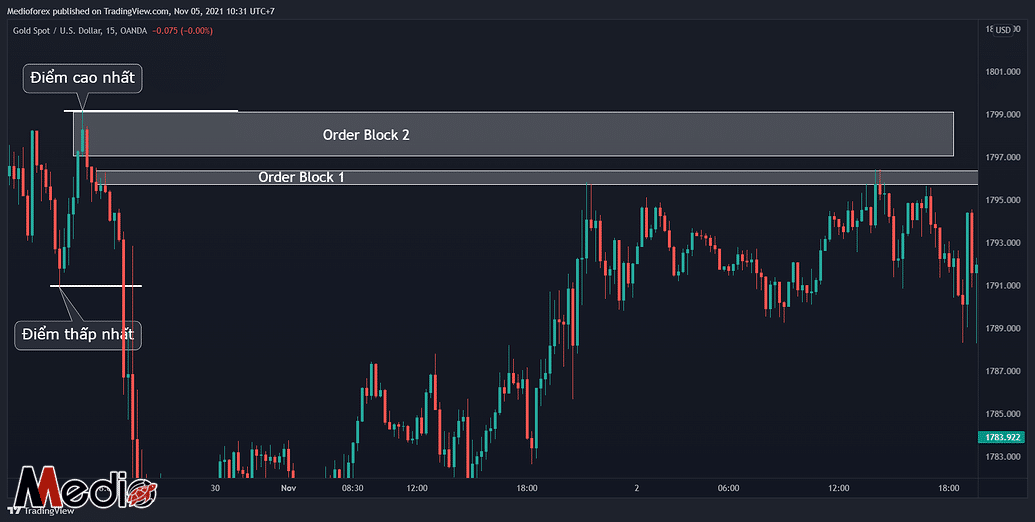 Medioforex published on TradingView.com, Nov 05, 2021 10:31 UTC+7
Gold Spot / U.S. Dollar, 15, OANDA −0.075 (−0.00%)
USD
Điểm cao nhất
1801.000
1799.000
Order Block 2
1797.000
Order Block 1
1795.000
1793.000
1791.000
1789.000
Điểm thấp nhất
1787.000
1785.000
1783.922
1783.000
30 Nov 08:30 12:00 18:00 2 06:00 12:00 18:00
Medio
TradingView